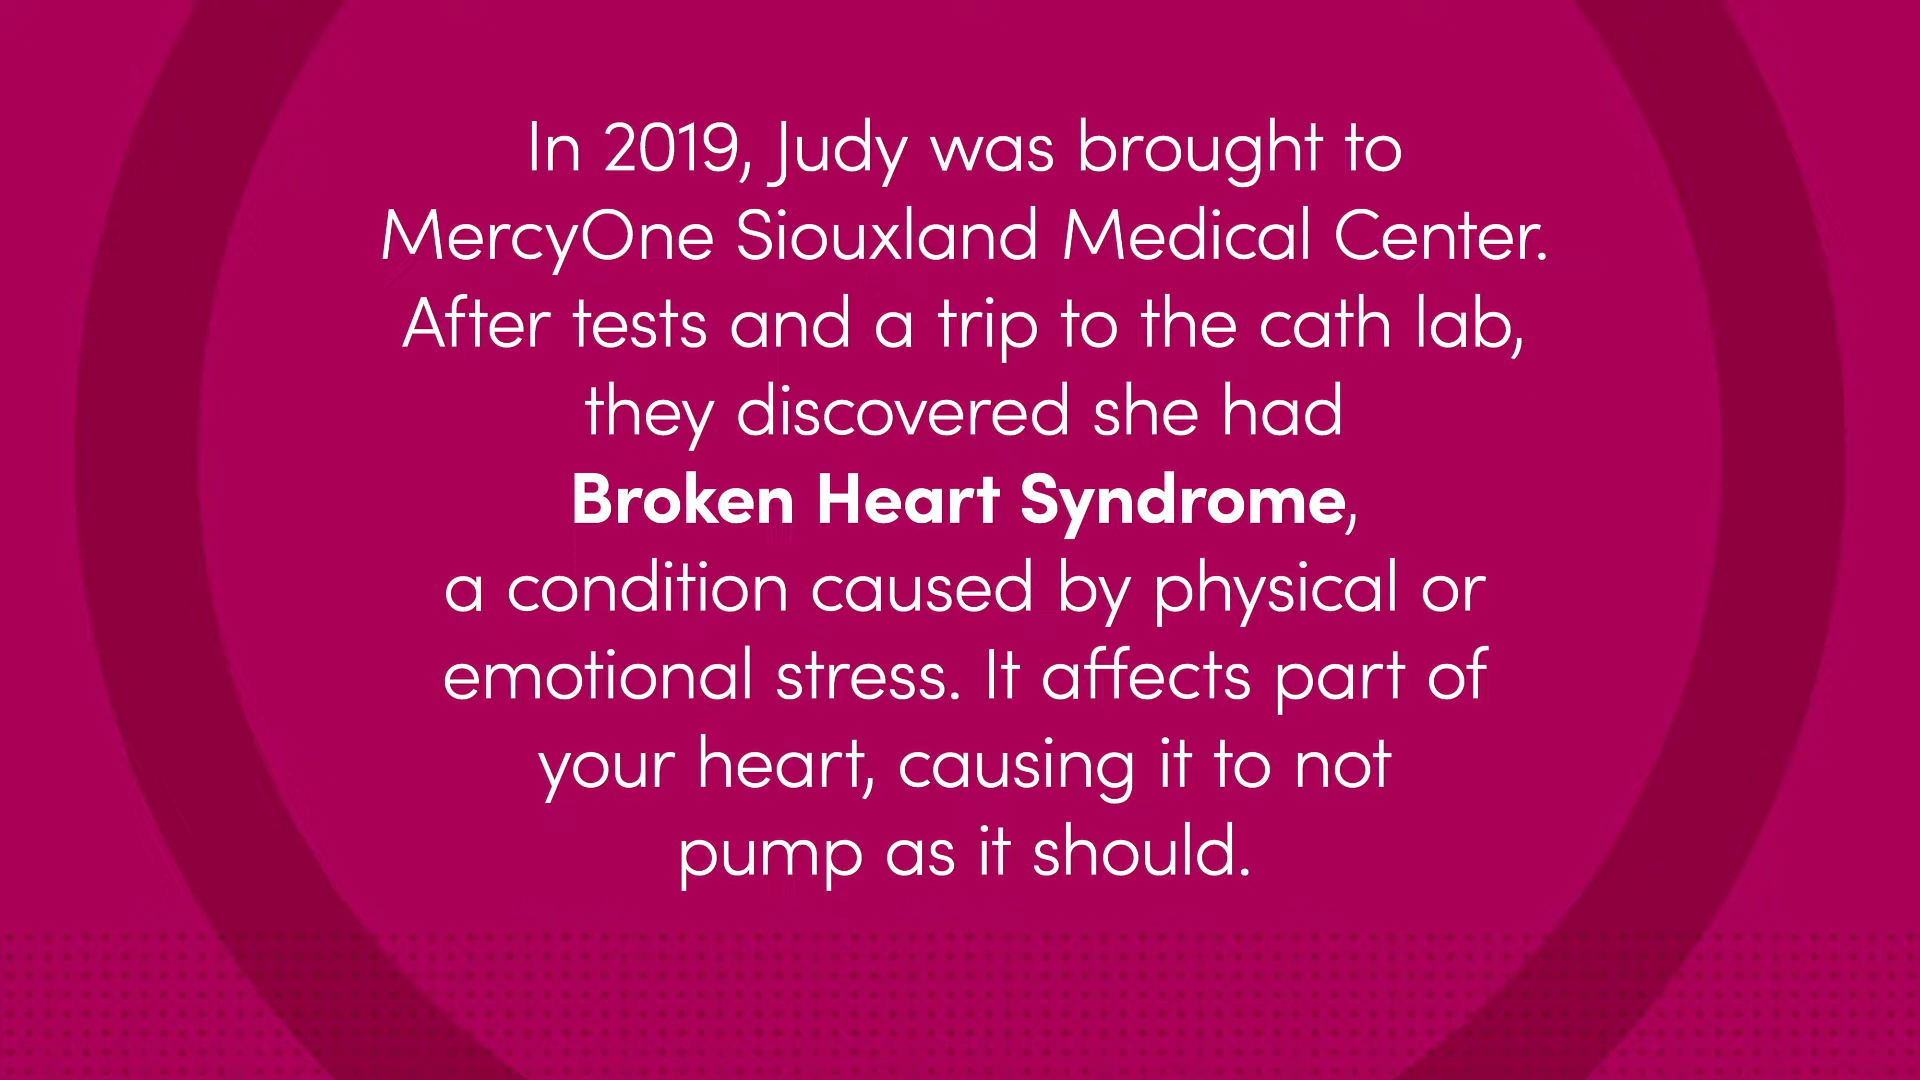 In 2019, Judy was brought to
MercyOne Siouxland Medical Center.
After tests and a trip to the cath lab,
they discovered she had
Broken Heart Syndrome,
a condition caused by physical or
emotional stress. It affects part of
your heart, causing it to not
pump as it should.